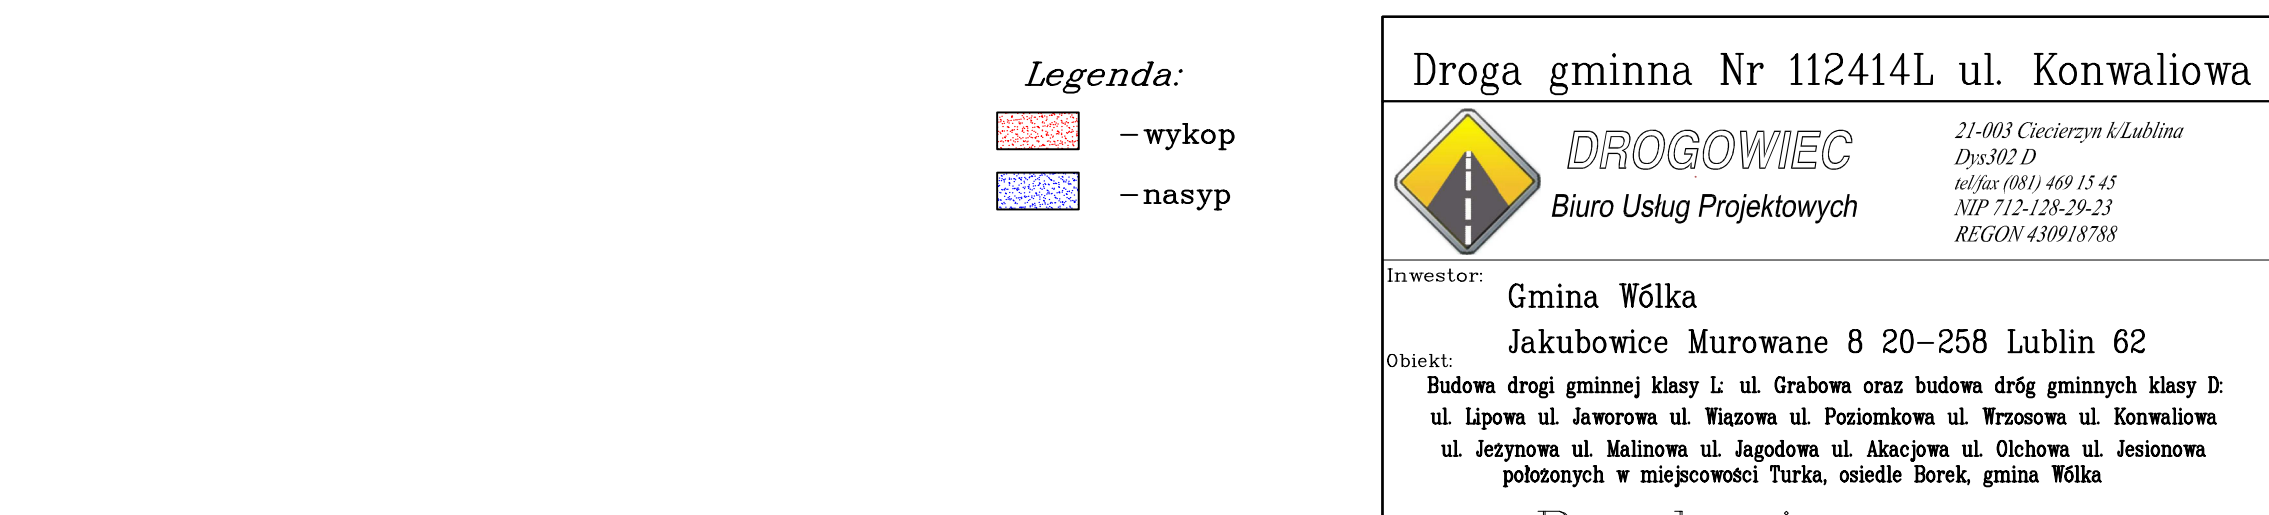 Legenda:
–wykop
–nasyp
Droga gminna Nr 112414L ul. Konwaliowa
DROGOWIEC
Biuro Usług Projektowych
21-003 Ciecierzyn k/Lublina
Dys302 D
tel/fax (081) 469 15 45
NIP 712-128-29-23
REGON 430918788
Inwestor:
Gmina Wólka
Jakubowice Murowane 8 20–258 Lublin 62
Obiekt:
Budowa drogi gminnej klasy L: ul. Grabowa oraz budowa dróg gminnych klasy D:
ul. Lipowa ul. Jaworowa ul. Wiązowa ul. Poziomkowa ul. Wrzosowa ul. Konwaliowa
ul. Jeżynowa ul. Malinowa ul. Jagodowa ul. Akacjowa ul. Olchowa ul. Jesionowa
położonych w miejscowości Turka, osiedle Borek, gmina Wólka